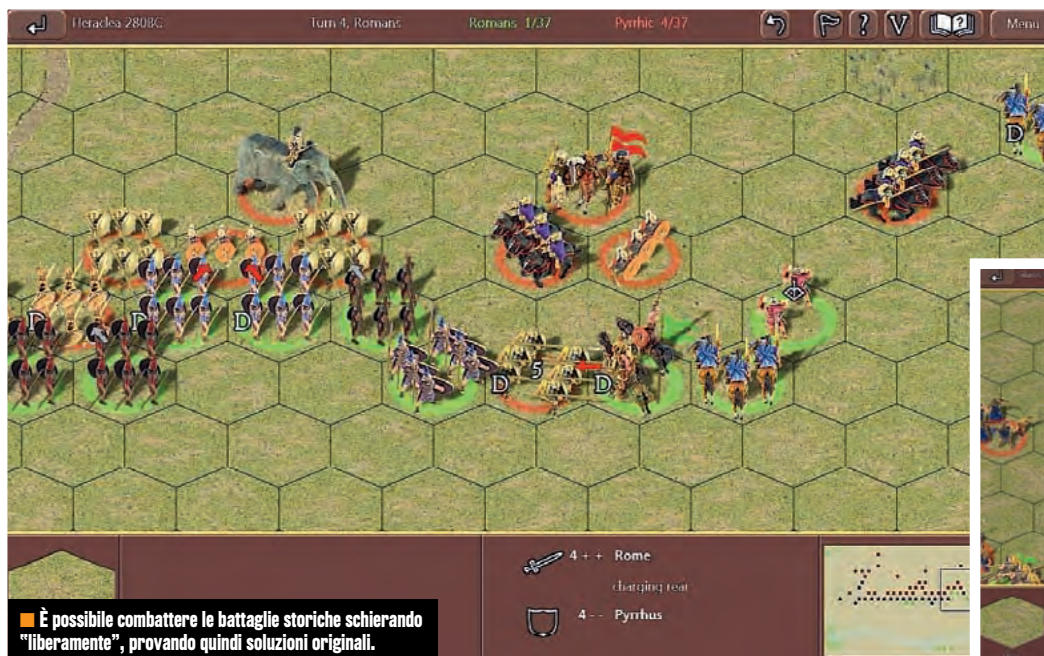 Heraclea 280BC Turn 4, Romans Romans 1/37 Pyrrhic 4/37 ? V ? Menu
D
D D D
5
D D
4 + + Rome
charging rear
4 - - Pyrrhus
È possibile combattere le battaglie storiche schierando
"liberamente", provando quindi soluzioni originali.